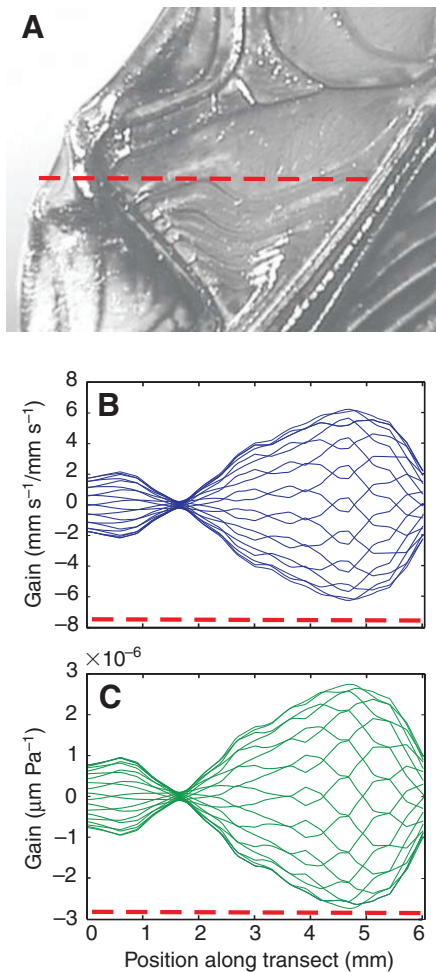 A
B
8
6
4
2
0
−2
−4
−6
−8
Gain (mm s⁻¹/mm s⁻¹)
×10⁻⁶
C
3
2
1
0
−1
−2
−3
Gain (μm Pa⁻¹)
0 1 2 3 4 5 6
Position along transect (mm)